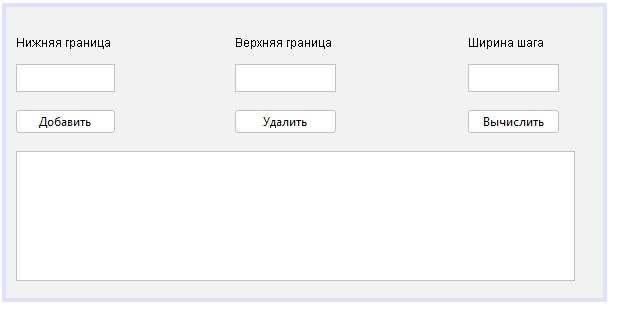 Нижняя граница Верхняя граница Ширина шага
Добавить Удалить Вычислить